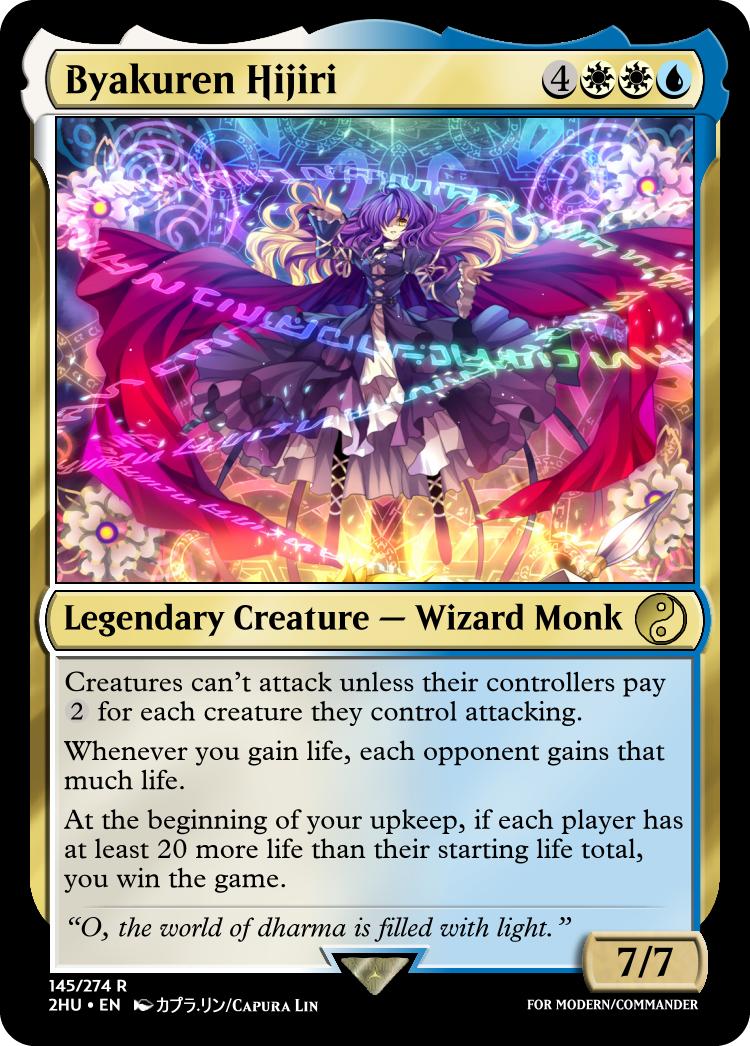 Byakuren Hijiri 4
Legendary Creature — Wizard Monk
Creatures can't attack unless their controllers pay
2 for each creature they control attacking.
Whenever you gain life, each opponent gains that
much life.
At the beginning of your upkeep, if each player has
at least 20 more life than their starting life total,
you win the game.
“O, the world of dharma is filled with light.”
7/7
145/274 R
2HU • EN カプラ.リン/Capura Lin
FOR MODERN/COMMANDER